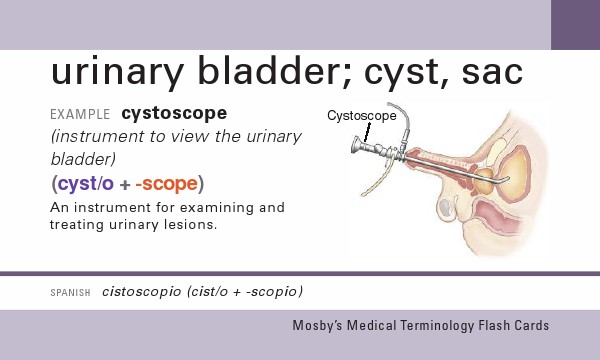 urinary bladder; cyst, sac
EXAMPLE cystoscope
(instrument to view the urinary
bladder)
(cyst/o + -scope)
An instrument for examining and
treating urinary lesions.
Cystoscope
SPANISH cistoscopio (cist/o + -scopio)
Mosby's Medical Terminology Flash Cards